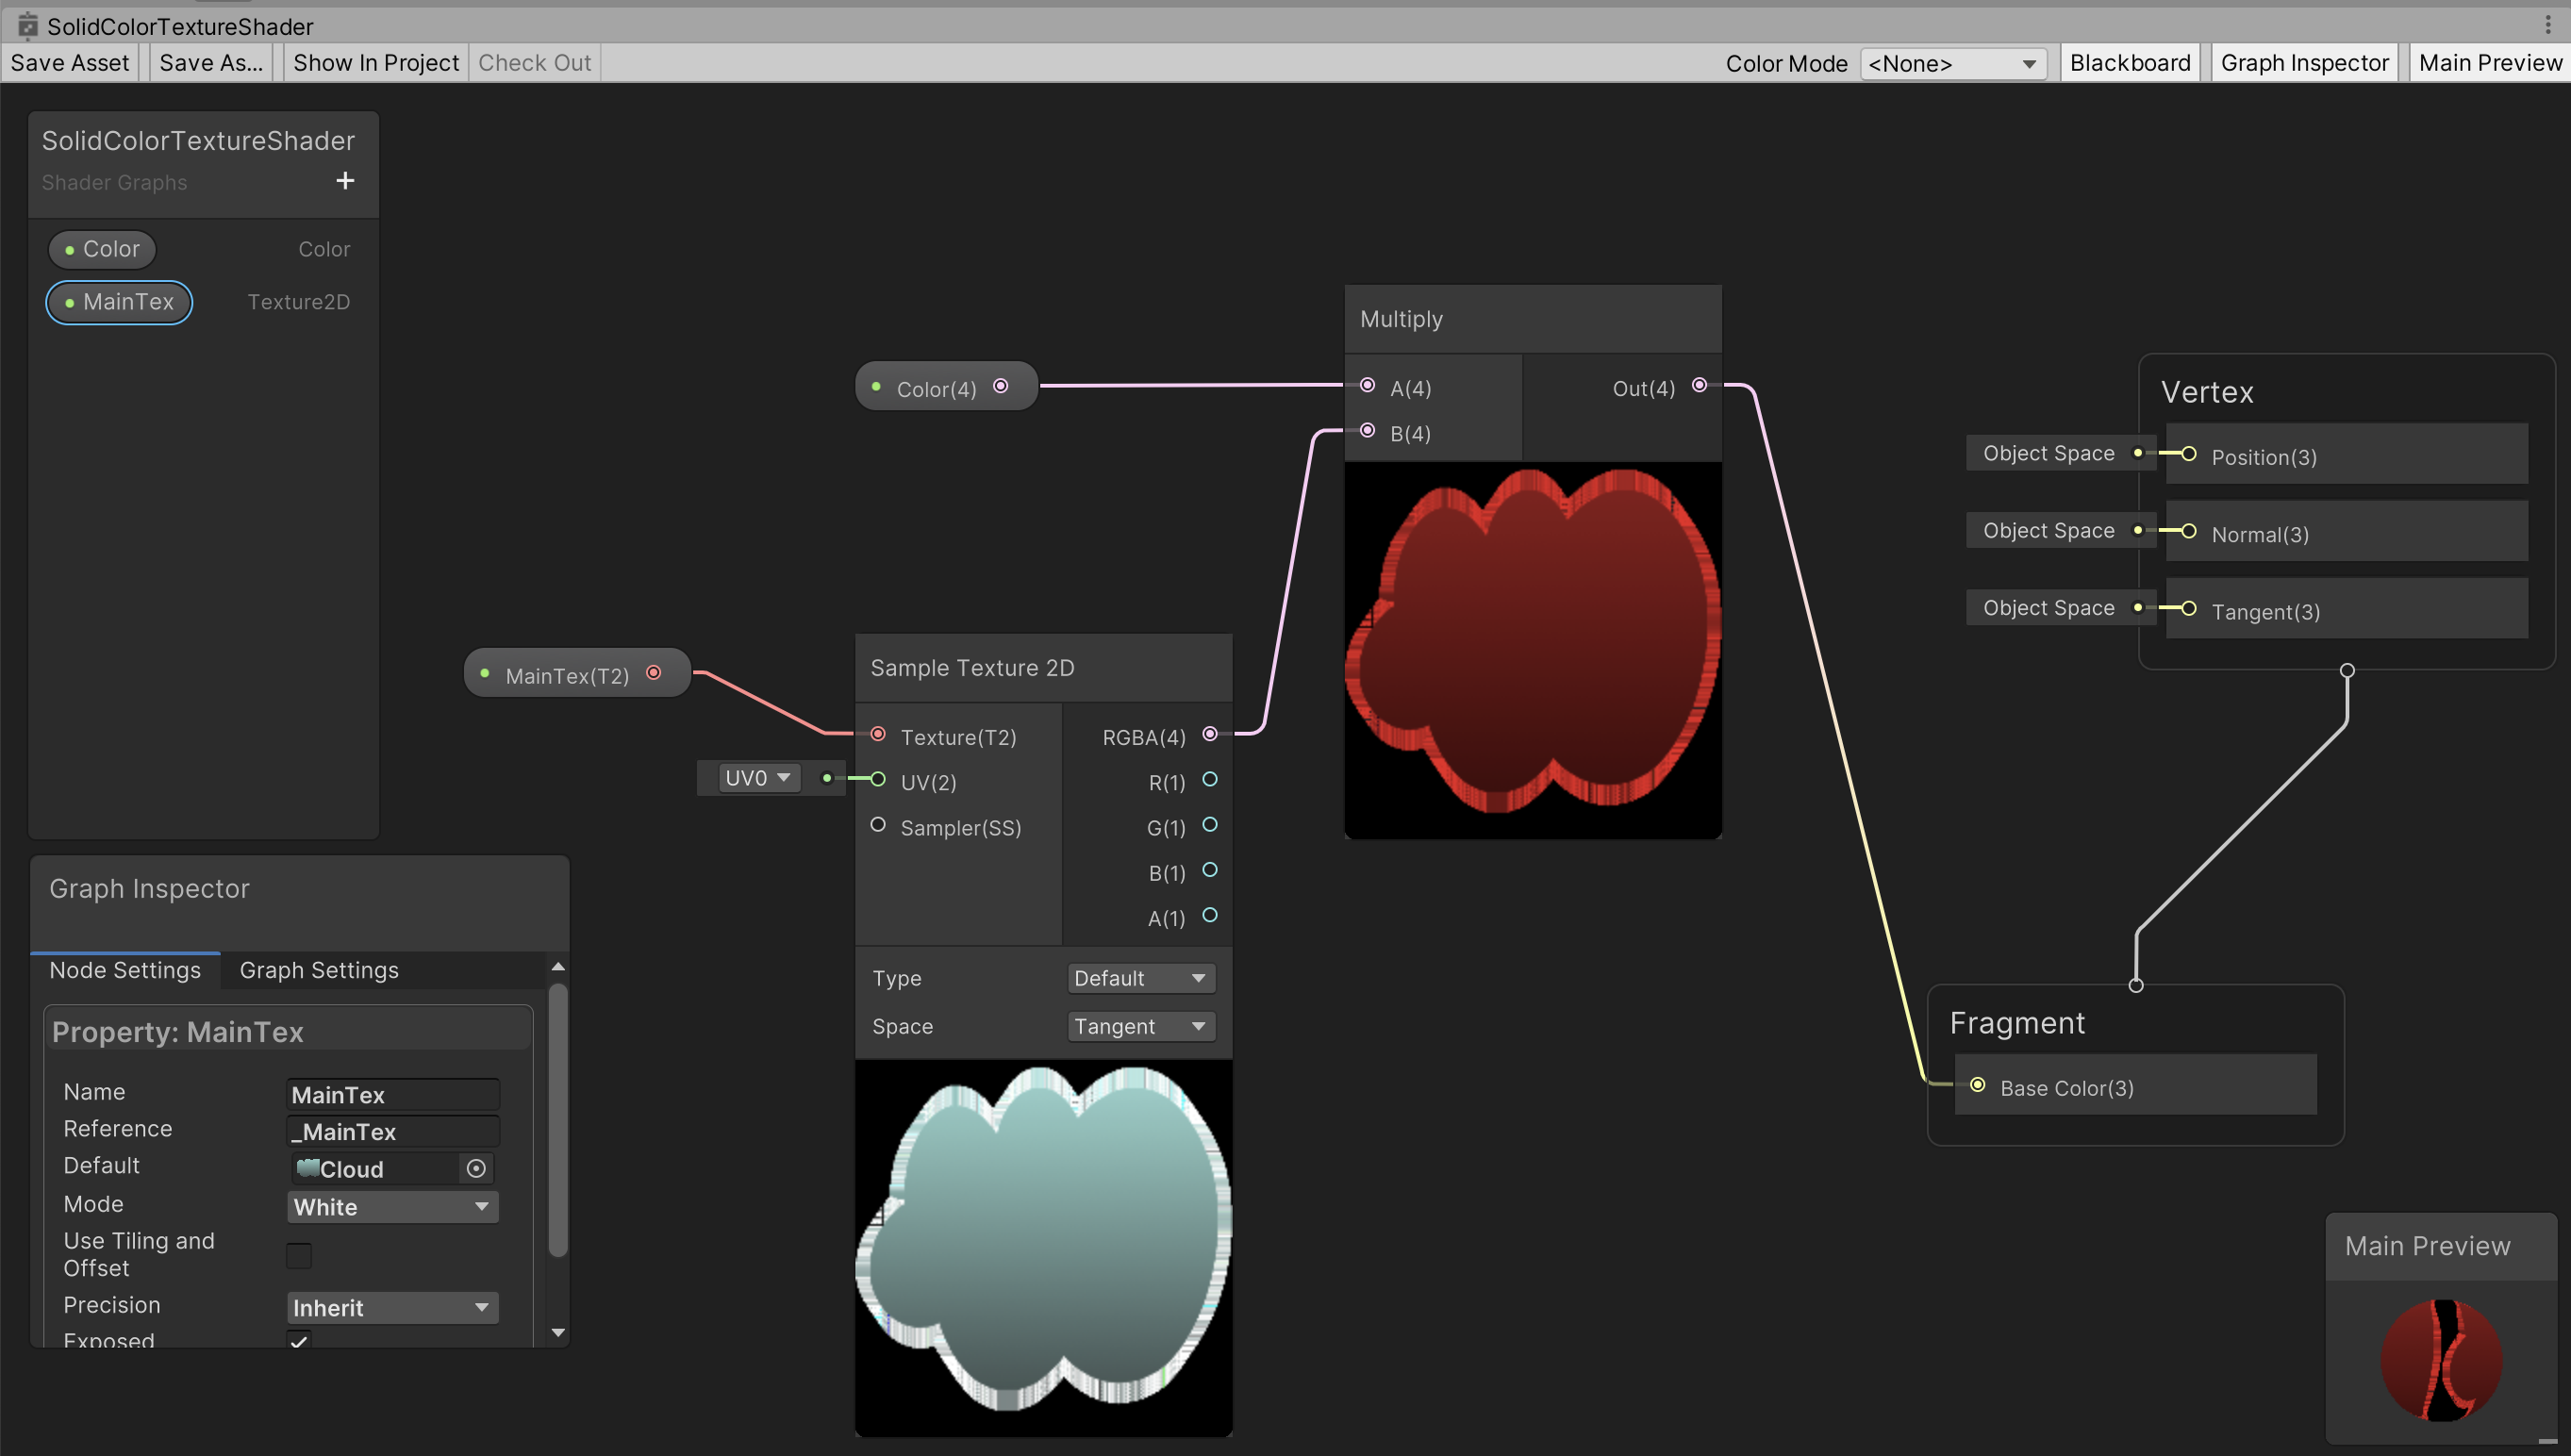 SolidColorTextureShader
Save Asset
Save As...
Show In Project
Check Out
Color Mode
<None>
Blackboard
Graph Inspector
Main Preview
SolidColorTextureShader
Shader Graphs
+
Color
Color
MainTex
Texture2D
Graph Inspector
Node Settings
Graph Settings
Property: MainTex
Name
MainTex
Reference
_MainTex
Default
Cloud
Mode
White
Use Tiling and
Offset
Precision
Inherit
Exposed
Color(4)
MainTex(T2)
UV0
Sample Texture 2D
Texture(T2)
RGBA(4)
UV(2)
R(1)
Sampler(SS)
G(1)
B(1)
A(1)
Type
Default
Space
Tangent
Multiply
A(4)
Out(4)
B(4)
Vertex
Object Space
Position(3)
Object Space
Normal(3)
Object Space
Tangent(3)
Fragment
Base Color(3)
Main Preview